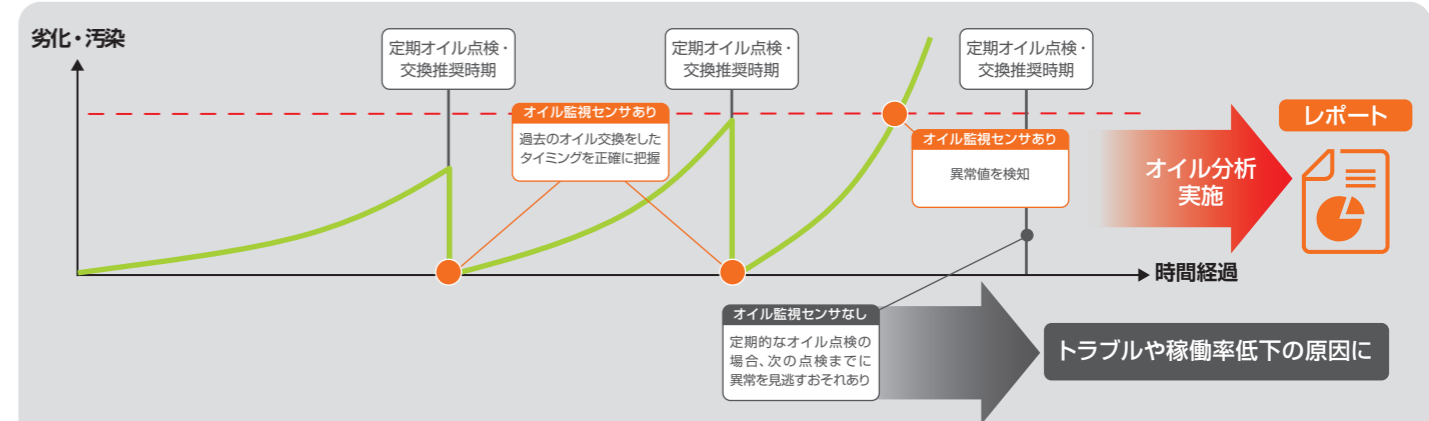 劣化・汚染
定期オイル点検・
交換推奨時期
定期オイル点検・
交換推奨時期
定期オイル点検・
交換推奨時期
オイル監視センサあり
過去のオイル交換をした
タイミングを正確に把握
オイル監視センサあり
異常値を検知
オイル分析
実施
レポート
時間経過
オイル監視センサなし
定期的なオイル点検の
場合、次の点検までに
異常を見逃すおそれあり
トラブルや稼働率低下の原因に